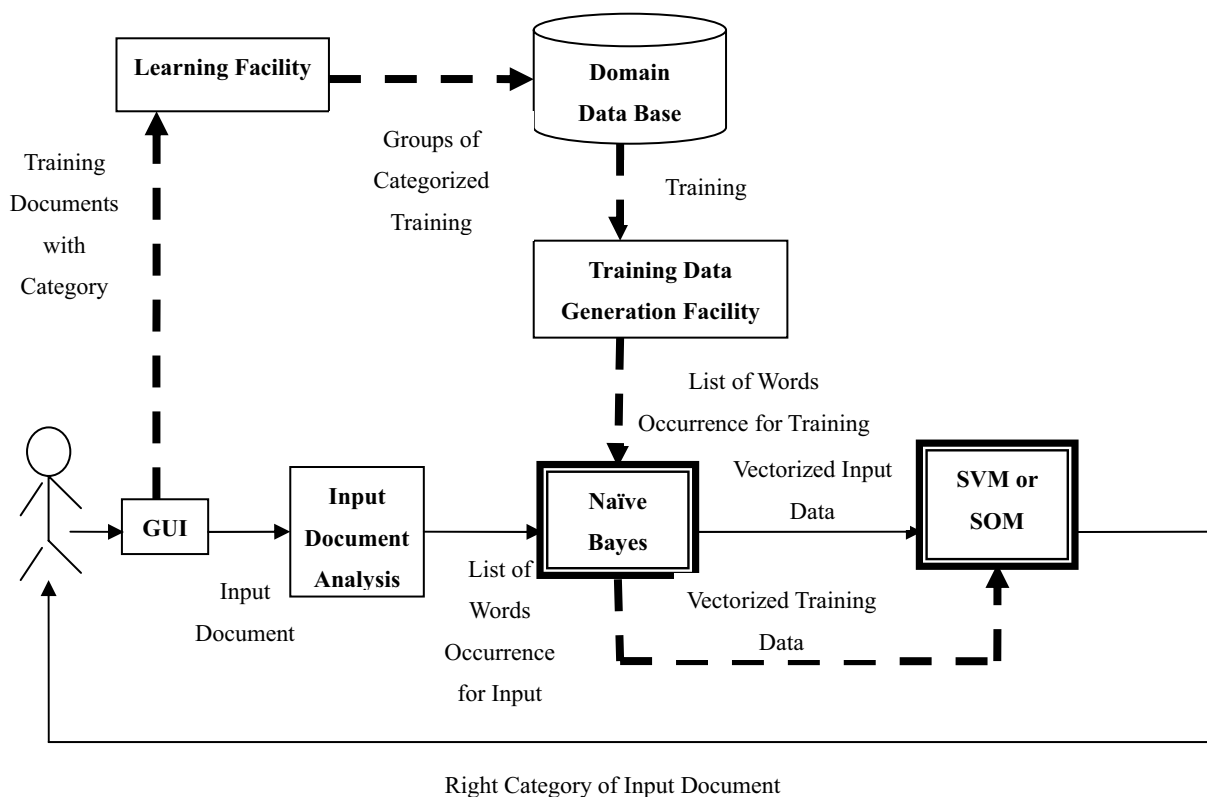 Learning Facility
Domain
Data Base
Training
Documents
with
Category
Groups of
Categorized
Training
Training
Training Data
Generation Facility
List of Words
Occurrence for Training
GUI
Input
Document
Analysis
Input
Document
List of
Words
Occurrence
for Input
Naïve
Bayes
Vectorized Input
Data
SVM or
SOM
Vectorized Training
Data
Right Category of Input Document